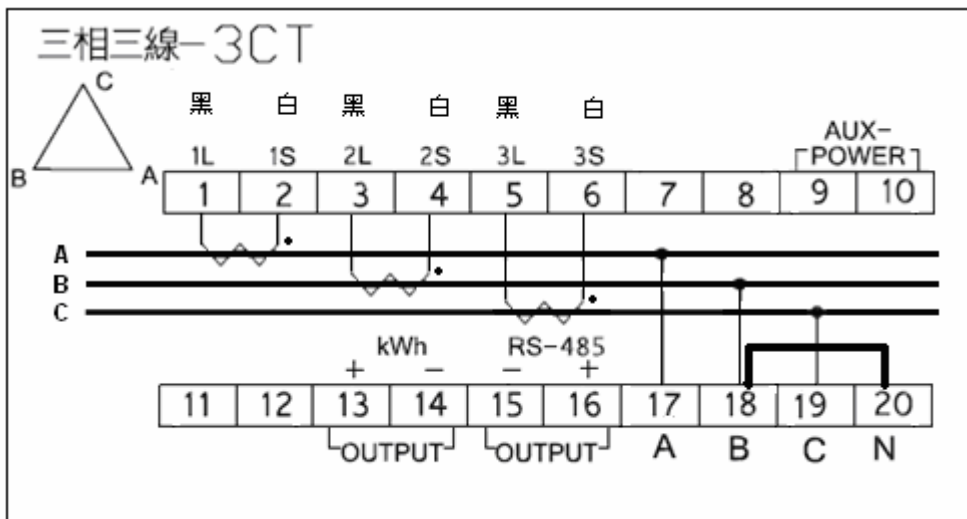 三相三線-3CT
C
B A
黑 白 黑 白 黑 白
1L 1S 2L 2S 3L 3S
AUX-
POWER
1 2 3 4 5 6 7 8 9 10
A
B
C
kWh RS-485
+ - - +
11 12 13 14 15 16 17 18 19 20
OUTPUT OUTPUT A B C N